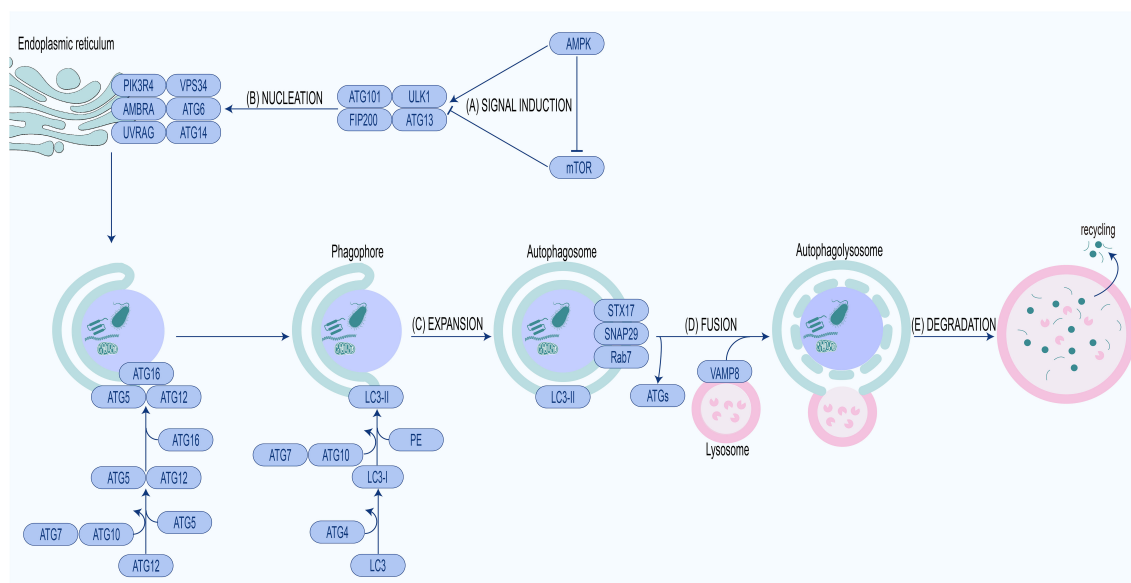 Endoplasmic reticulum
AMPK
PIK3R4 VPS34
AMBRA ATG6
UVRAG ATG14
(B) NUCLEATION
ATG101 ULK1
FIP200 ATG13
(A) SIGNAL INDUCTION
mTOR
Phagophore
Autophagosome
Autophagolysosome
recycling
(C) EXPANSION
STX17
SNAP29
Rab7
(D) FUSION
(E) DEGRADATION
ATG16
ATG5 ATG12
LC3-II
LC3-II
ATGs
VAMP8
Lysosome
ATG16
PE
ATG7 ATG10
ATG5 ATG12
LC3-I
ATG5
ATG7 ATG10
ATG4
ATG12
LC3